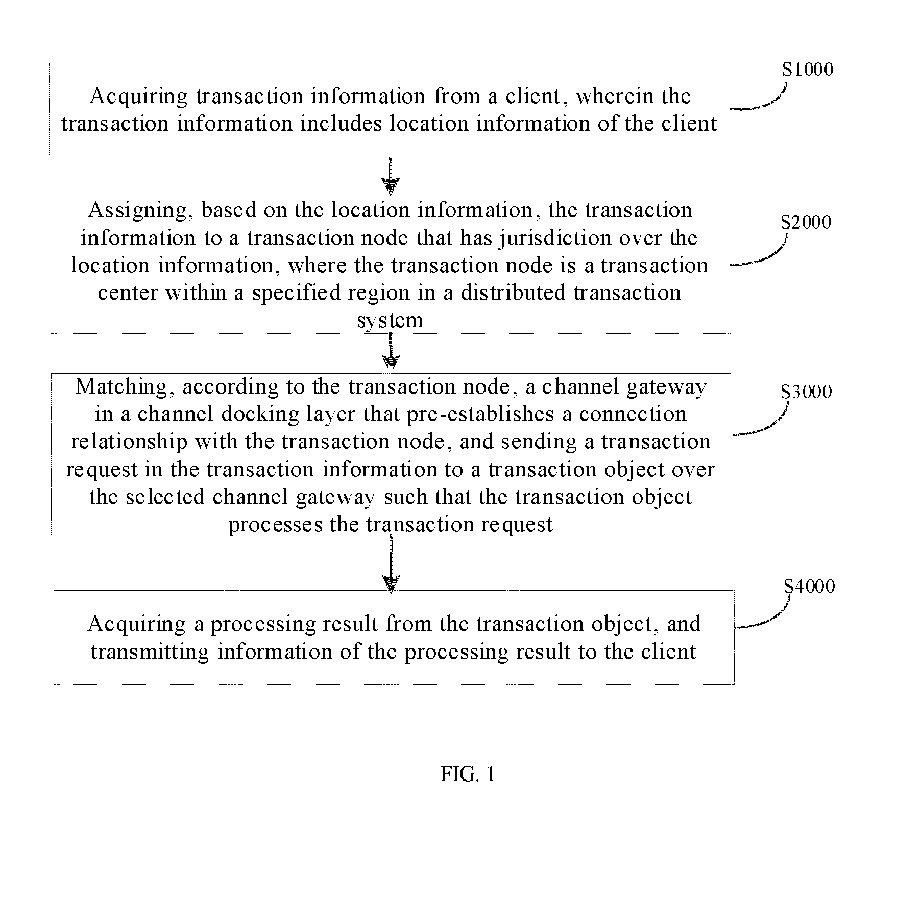 S1000
Acquiring transaction information from a client, wherein the
transaction information includes location information of the client
S2000
Assigning, based on the location information, the transaction
information to a transaction node that has jurisdiction over the
location information, where the transaction node is a transaction
center within a specified region in a distributed transaction
system
S3000
Matching, according to the transaction node, a channel gateway
in a channel docking layer that pre-establishes a connection
relationship with the transaction node, and sending a transaction
request in the transaction information to a transaction object over
the selected channel gateway such that the transaction object
processes the transaction request
S4000
Acquiring a processing result from the transaction object, and
transmitting information of the processing result to the client
FIG. 1